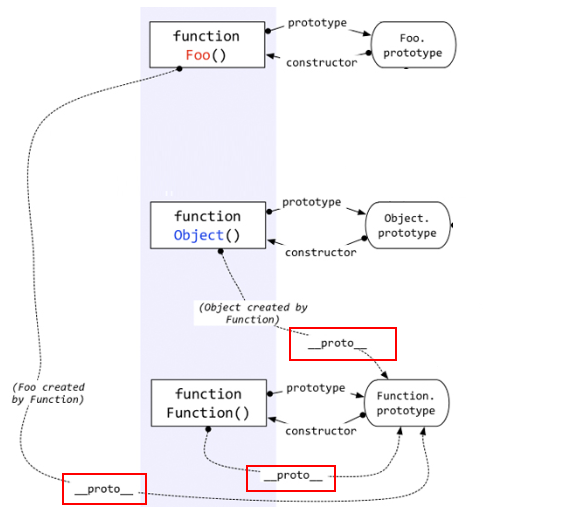 prototype
function
Foo()
Foo.
prototype
constructor
prototype
function
Object()
Object.
prototype
constructor
(Object created by
Function)
__proto__
function
Function()
prototype
Function.
prototype
constructor
(Foo created
by Function)
__proto__
__proto__